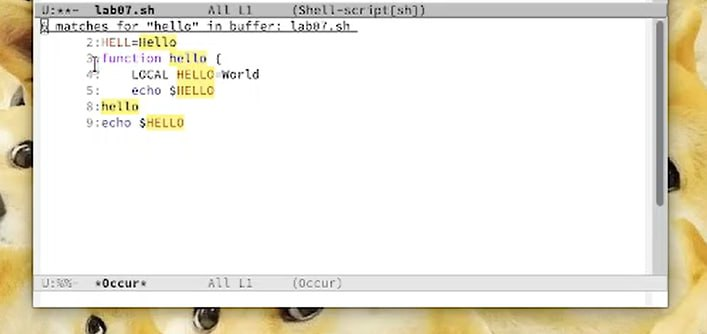 U:**-  lab07.sh  All L1  (Shell-script[sh])
matches for "hello" in buffer: lab07.sh
2:HELL=Hello
3:function hello {
4:    LOCAL HELLO=World
5:    echo $HELLO
8:hello
9:echo $HELLO
U:%%-  *Occur*  All L1  (Occur)